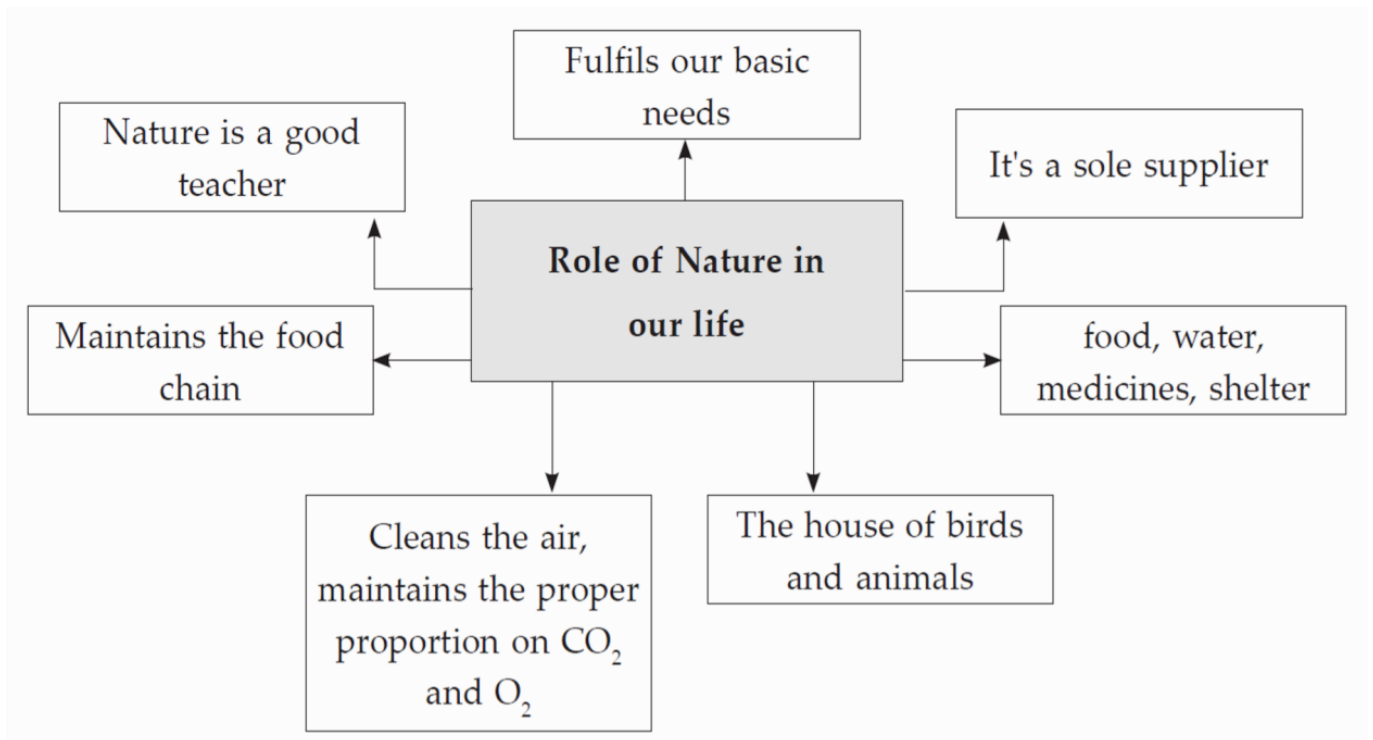 Fulfils our basic
needs
Nature is a good
teacher
It's a sole supplier
Role of Nature in
our life
Maintains the food
chain
food, water,
medicines, shelter
Cleans the air,
maintains the proper
proportion on CO₂
and O₂
The house of birds
and animals